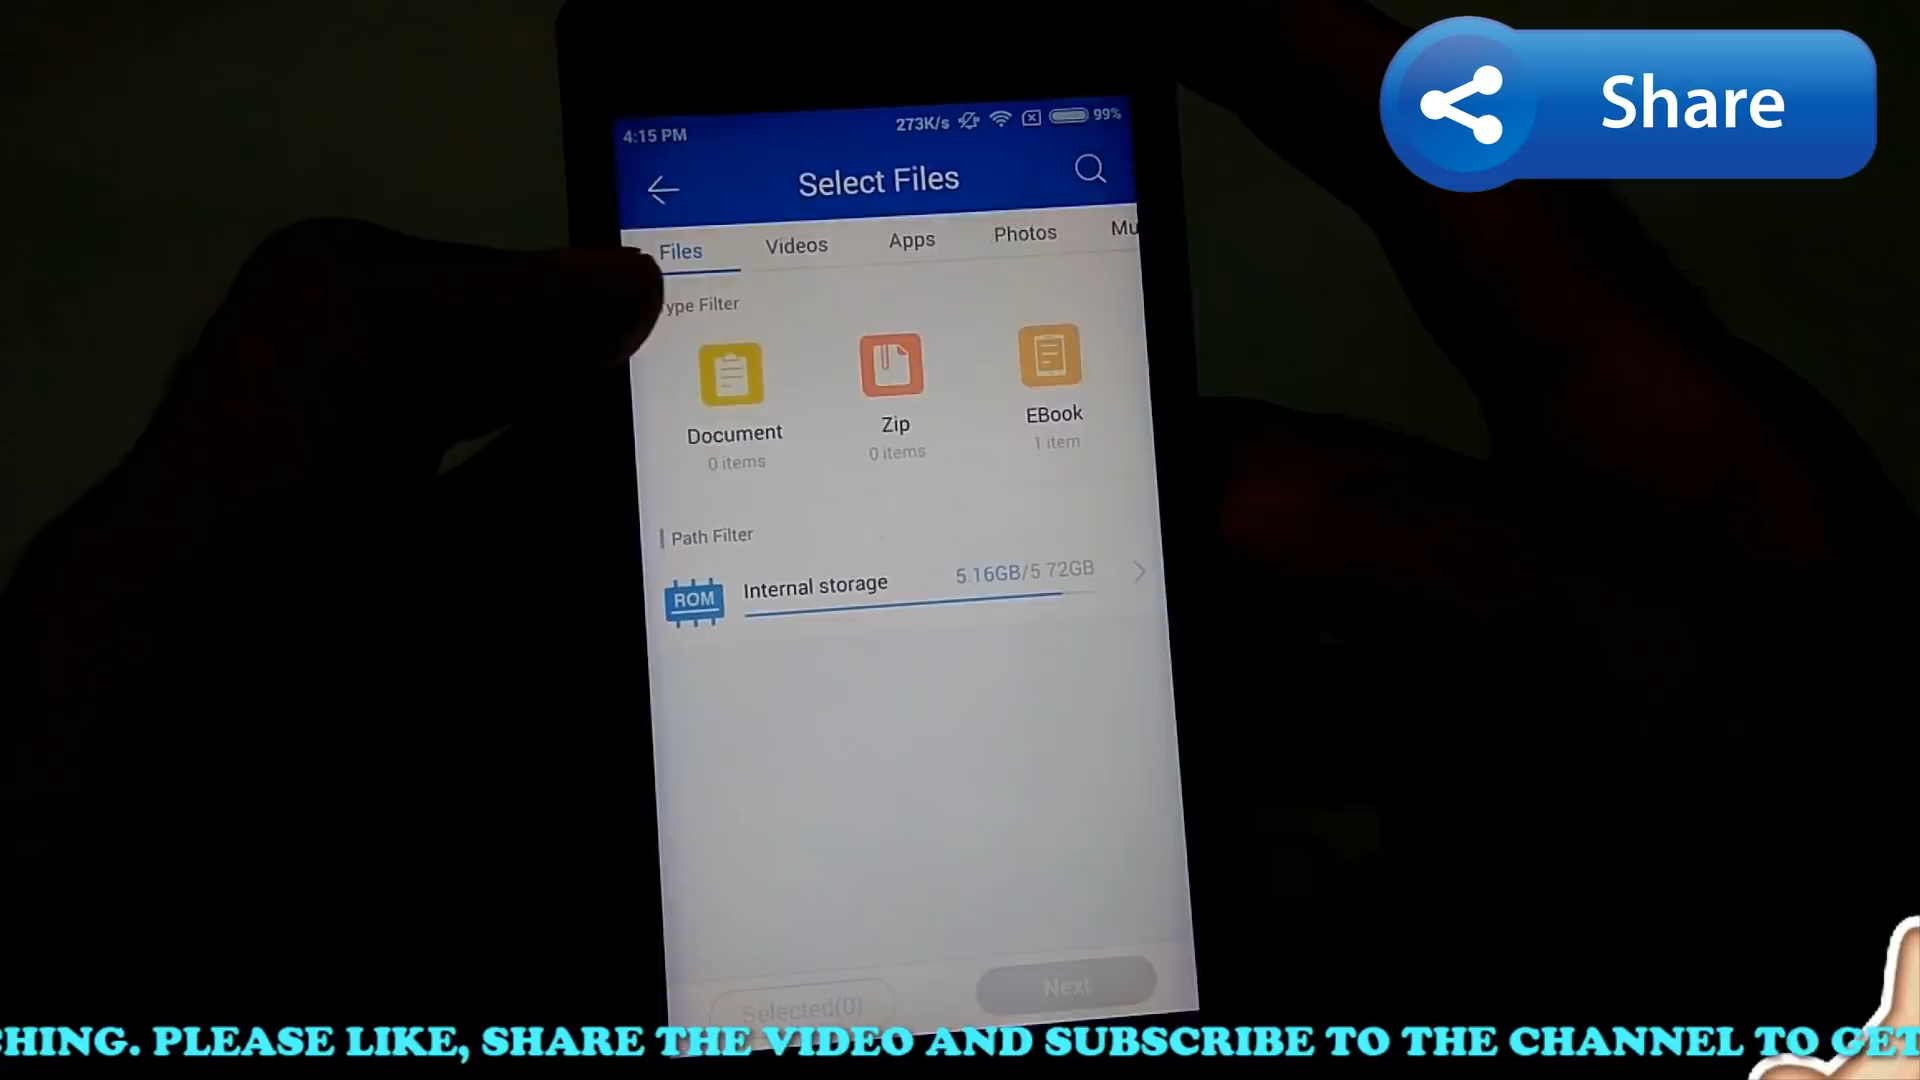 Share
4:15 PM 273K/s 99%
Select Files
Files Videos Apps Photos Mu
ype Filter
Document Zip EBook
0 items 0 items 1 item
Path Filter
ROM Internal storage 5.16GB/5.72GB
Selected(0) Next
CHING. PLEASE LIKE, SHARE THE VIDEO AND SUBSCRIBE TO THE CHANNEL TO GET